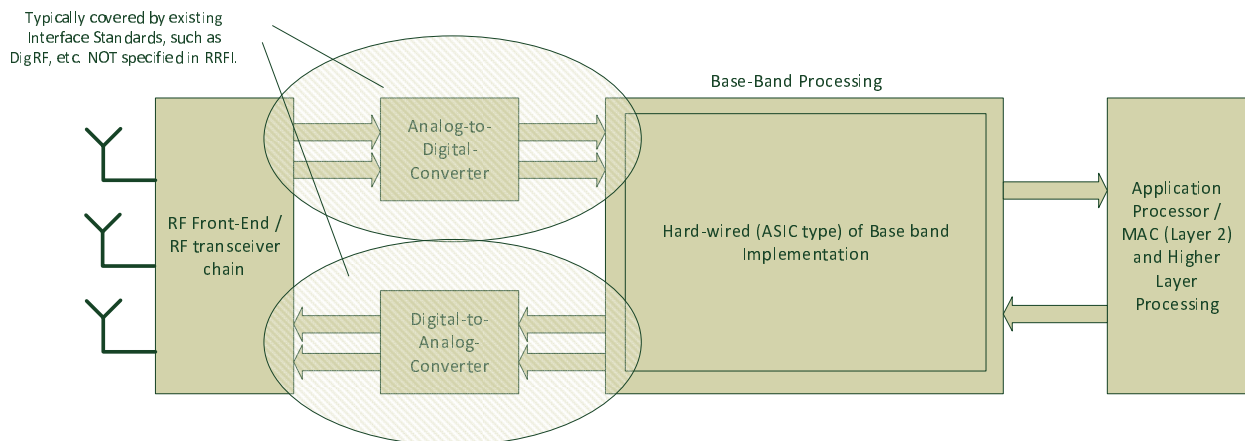 Typically covered by existing
Interface Standards, such as
DigRF, etc. NOT specified in RRFI.
Base-Band Processing
Analog-to-
Digital-
Converter
RF Front-End /
RF transceiver
chain
Hard-wired (ASIC type) of Base band
Implementation
Application
Processor /
MAC (Layer 2)
and Higher
Layer
Processing
Digital-to-
Analog-
Converter